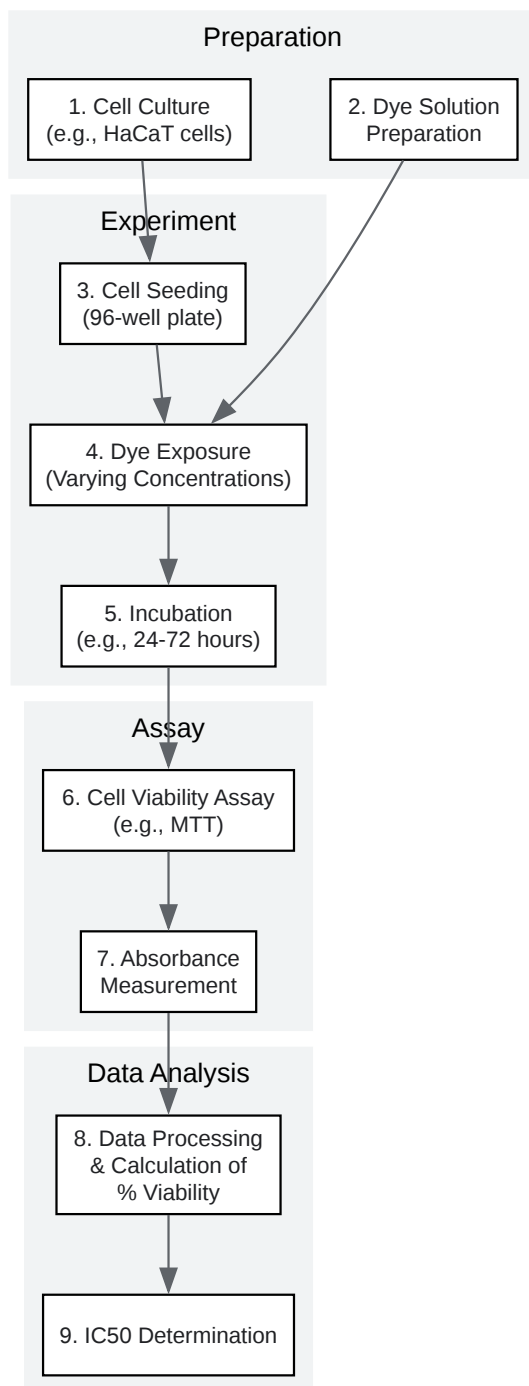 Preparation
1. Cell Culture
(e.g., HaCaT cells)
2. Dye Solution
Preparation
Experiment
3. Cell Seeding
(96-well plate)
4. Dye Exposure
(Varying Concentrations)
5. Incubation
(e.g., 24-72 hours)
Assay
6. Cell Viability Assay
(e.g., MTT)
7. Absorbance
Measurement
Data Analysis
8. Data Processing
& Calculation of
% Viability
9. IC50 Determination